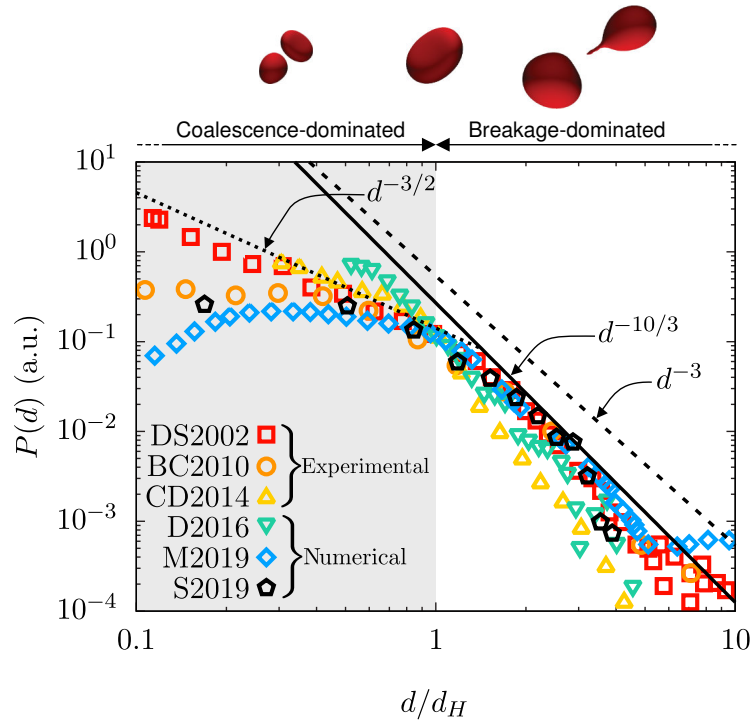 Coalescence-dominated Breakage-dominated
10^1
10^0
10^{-1}
10^{-2}
10^{-3}
10^{-4}
P(d) (a.u.)
d^{-3/2}
d^{-10/3}
d^{-3}
DS2002
BC2010
CD2014
Experimental
D2016
M2019
S2019
Numerical
0.1 1 10
d/d_H